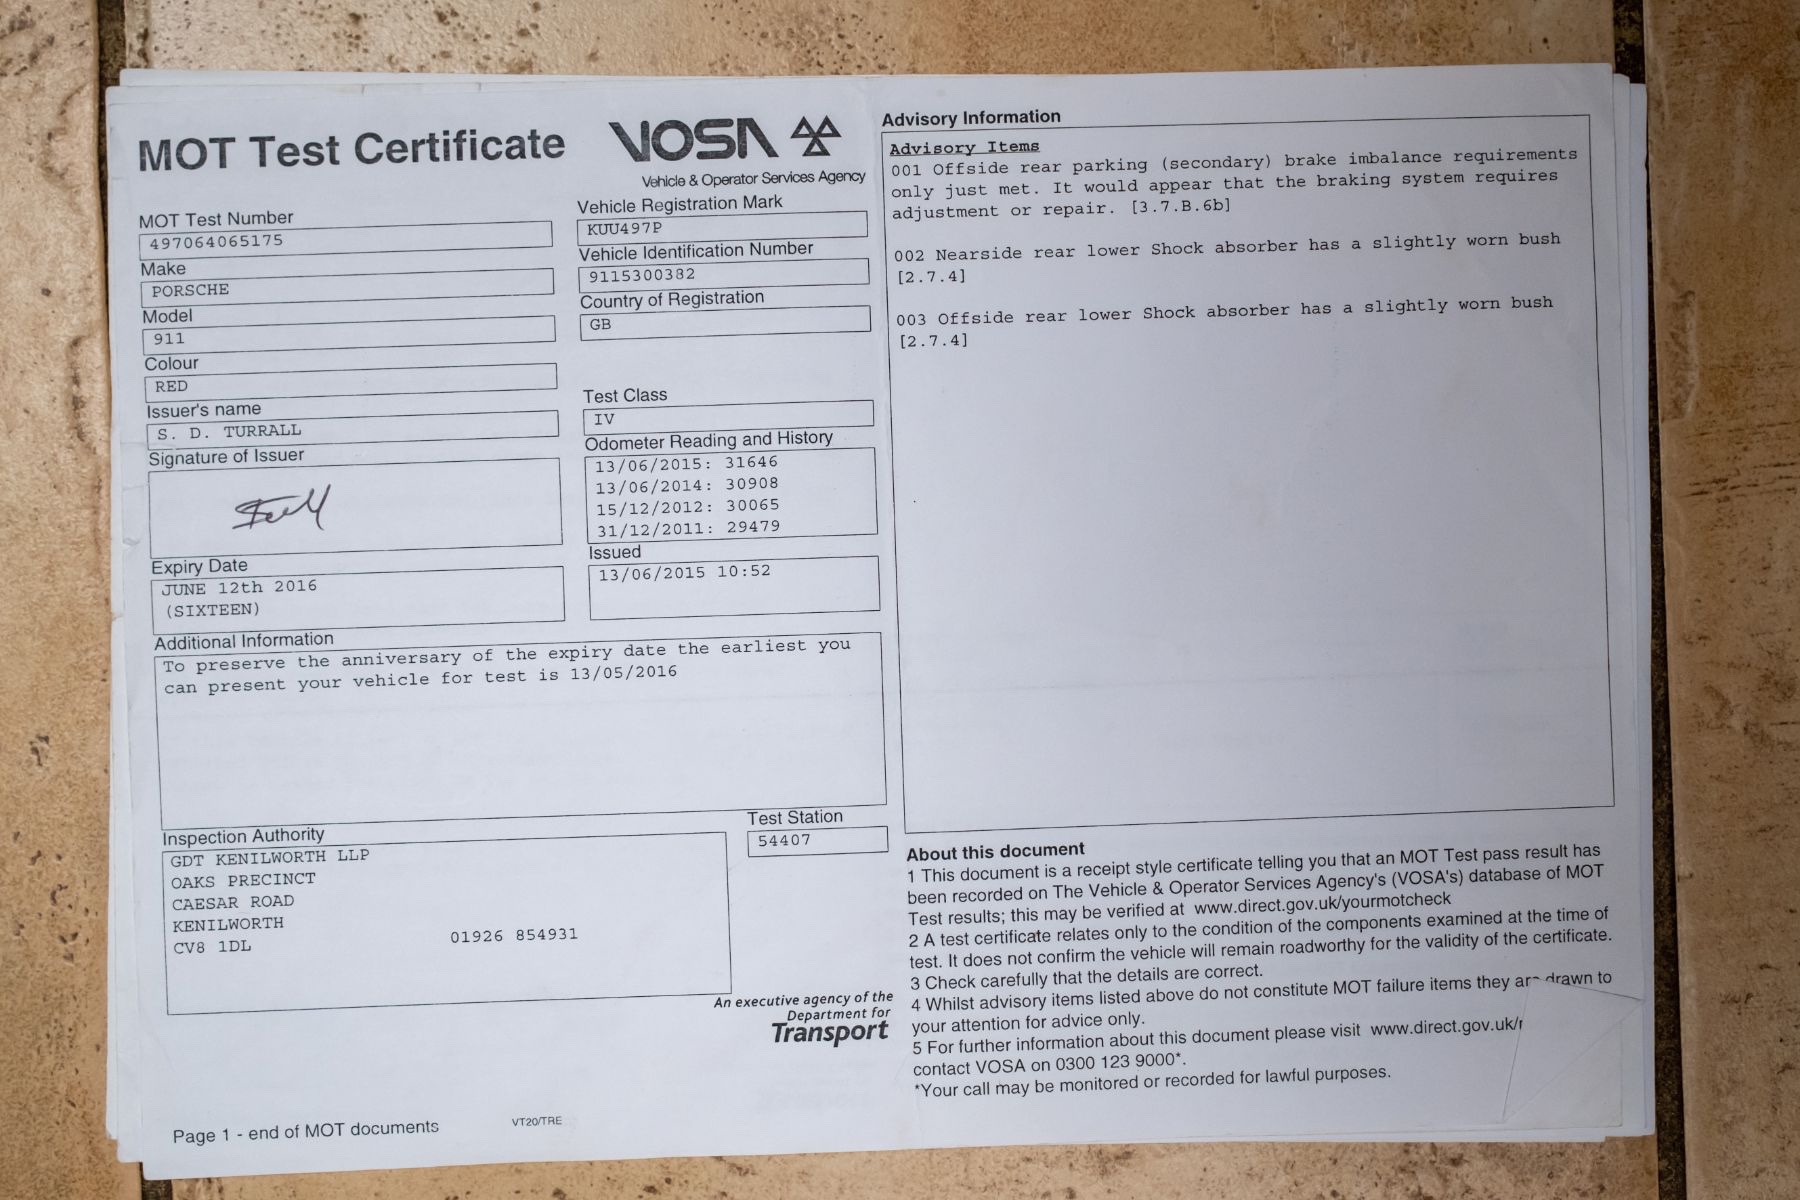 MOT Test Certificate
VOSA
Vehicle & Operator Services Agency
MOT Test Number
497064065175
Make
PORSCHE
Model
911
Colour
RED
Issuer's name
S. D. TURRALL
Signature of Issuer
Expiry Date
JUNE 12th 2016
(SIXTEEN)
Vehicle Registration Mark
KUU497P
Vehicle Identification Number
9115300382
Country of Registration
GB
Test Class
IV
Odometer Reading and History
13/06/2015: 31646
13/06/2014: 30908
15/12/2012: 30065
31/12/2011: 29479
Issued
13/06/2015 10:52
Additional Information
To preserve the anniversary of the expiry date the earliest you
can present your vehicle for test is 13/05/2016
Inspection Authority
GDT KENILWORTH LLP
OAKS PRECINCT
CAESAR ROAD
KENILWORTH
CV8 1DL 01926 854931
Test Station
54407
An executive agency of the
Department for
Transport
Page 1 - end of MOT documents
VT20/TRE
Advisory Information
Advisory Items
001 Offside rear parking (secondary) brake imbalance requirements
only just met. It would appear that the braking system requires
adjustment or repair. [3.7.B.6b]
002 Nearside rear lower Shock absorber has a slightly worn bush
[2.7.4]
003 Offside rear lower Shock absorber has a slightly worn bush
[2.7.4]
About this document
1 This document is a receipt style certificate telling you that an MOT Test pass result has
been recorded on The Vehicle & Operator Services Agency's (VOSA's) database of MOT
Test results; this may be verified at www.direct.gov.uk/yourmotcheck
2 A test certificate relates only to the condition of the components examined at the time of
test. It does not confirm the vehicle will remain roadworthy for the validity of the certificate.
3 Check carefully that the details are correct.
4 Whilst advisory items listed above do not constitute MOT failure items they are drawn to
your attention for advice only.
5 For further information about this document please visit www.direct.gov.uk/
contact VOSA on 0300 123 9000*.
*Your call may be monitored or recorded for lawful purposes.